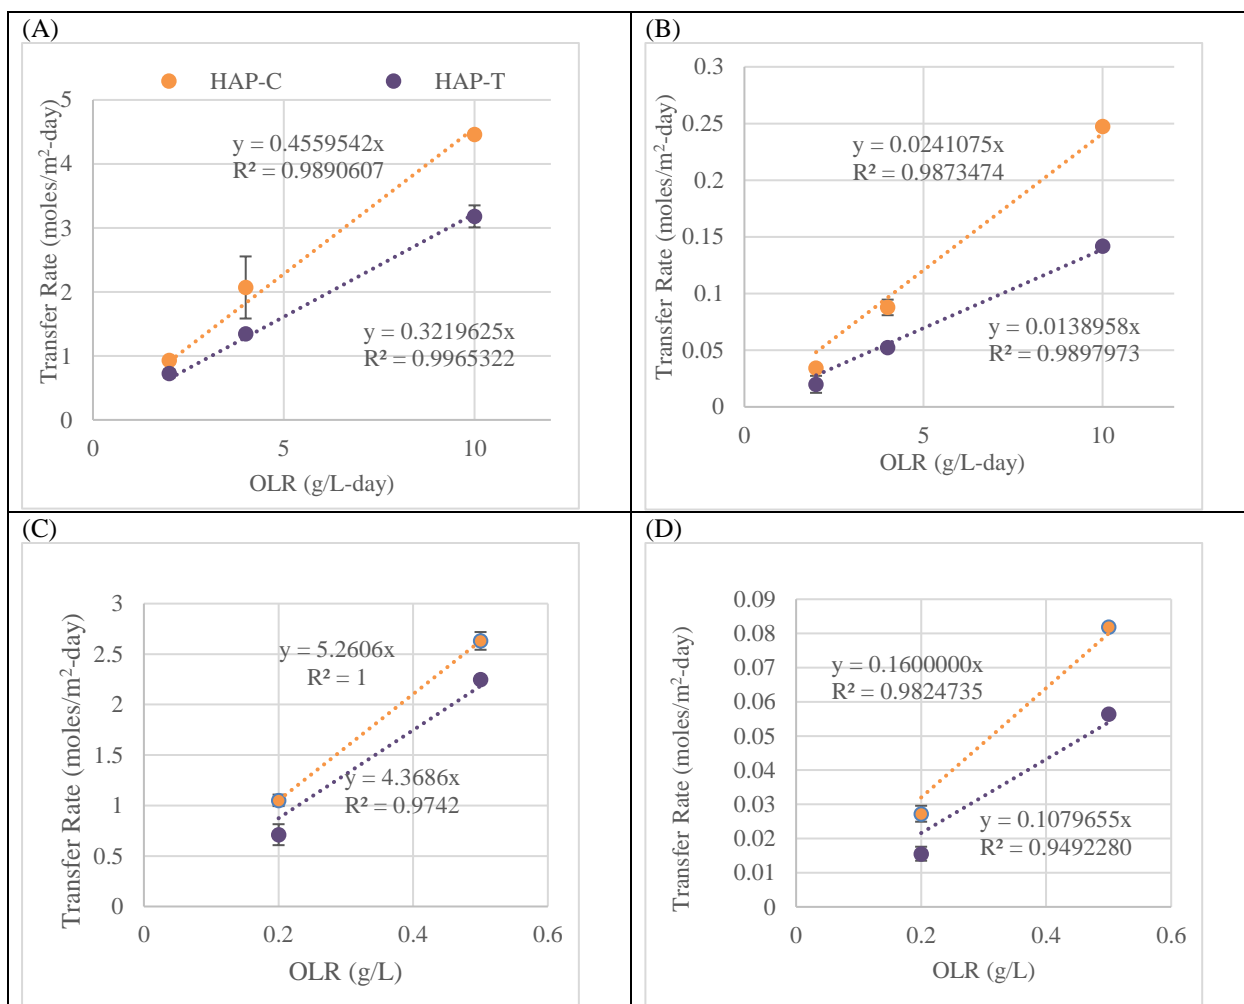 (A)
HAP-C HAP-T
Transfer Rate (moles/m²-day)
5
4
3
2
1
0
y = 0.4559542x
R² = 0.9890607
y = 0.3219625x
R² = 0.9965322
0 5 10
OLR (g/L-day)
(B)
Transfer Rate (moles/m²-day)
0.3
0.25
0.2
0.15
0.1
0.05
0
y = 0.0241075x
R² = 0.9873474
y = 0.0138958x
R² = 0.9897973
0 5 10
OLR (g/L-day)
(C)
Transfer Rate (moles/m²-day)
3
2.5
2
1.5
1
0.5
0
y = 5.2606x
R² = 1
y = 4.3686x
R² = 0.9742
0 0.2 0.4 0.6
OLR (g/L)
(D)
Transfer Rate (moles/m²-day)
0.09
0.08
0.07
0.06
0.05
0.04
0.03
0.02
0.01
0
y = 0.1600000x
R² = 0.9824735
y = 0.1079655x
R² = 0.9492280
0 0.2 0.4 0.6
OLR (g/L)